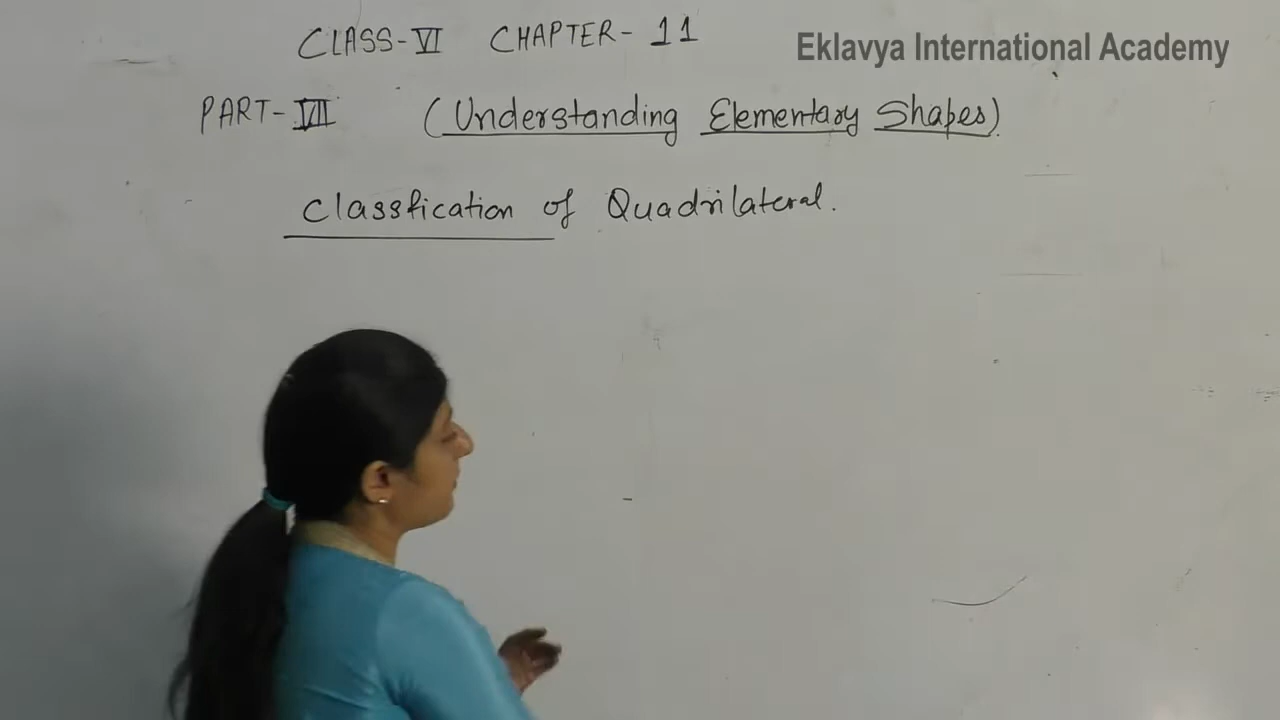 CLASS-VI CHAPTER-11
Eklavya International Academy
PART-VII (Understanding Elementary Shapes)
Classfication of Quadrilateral.